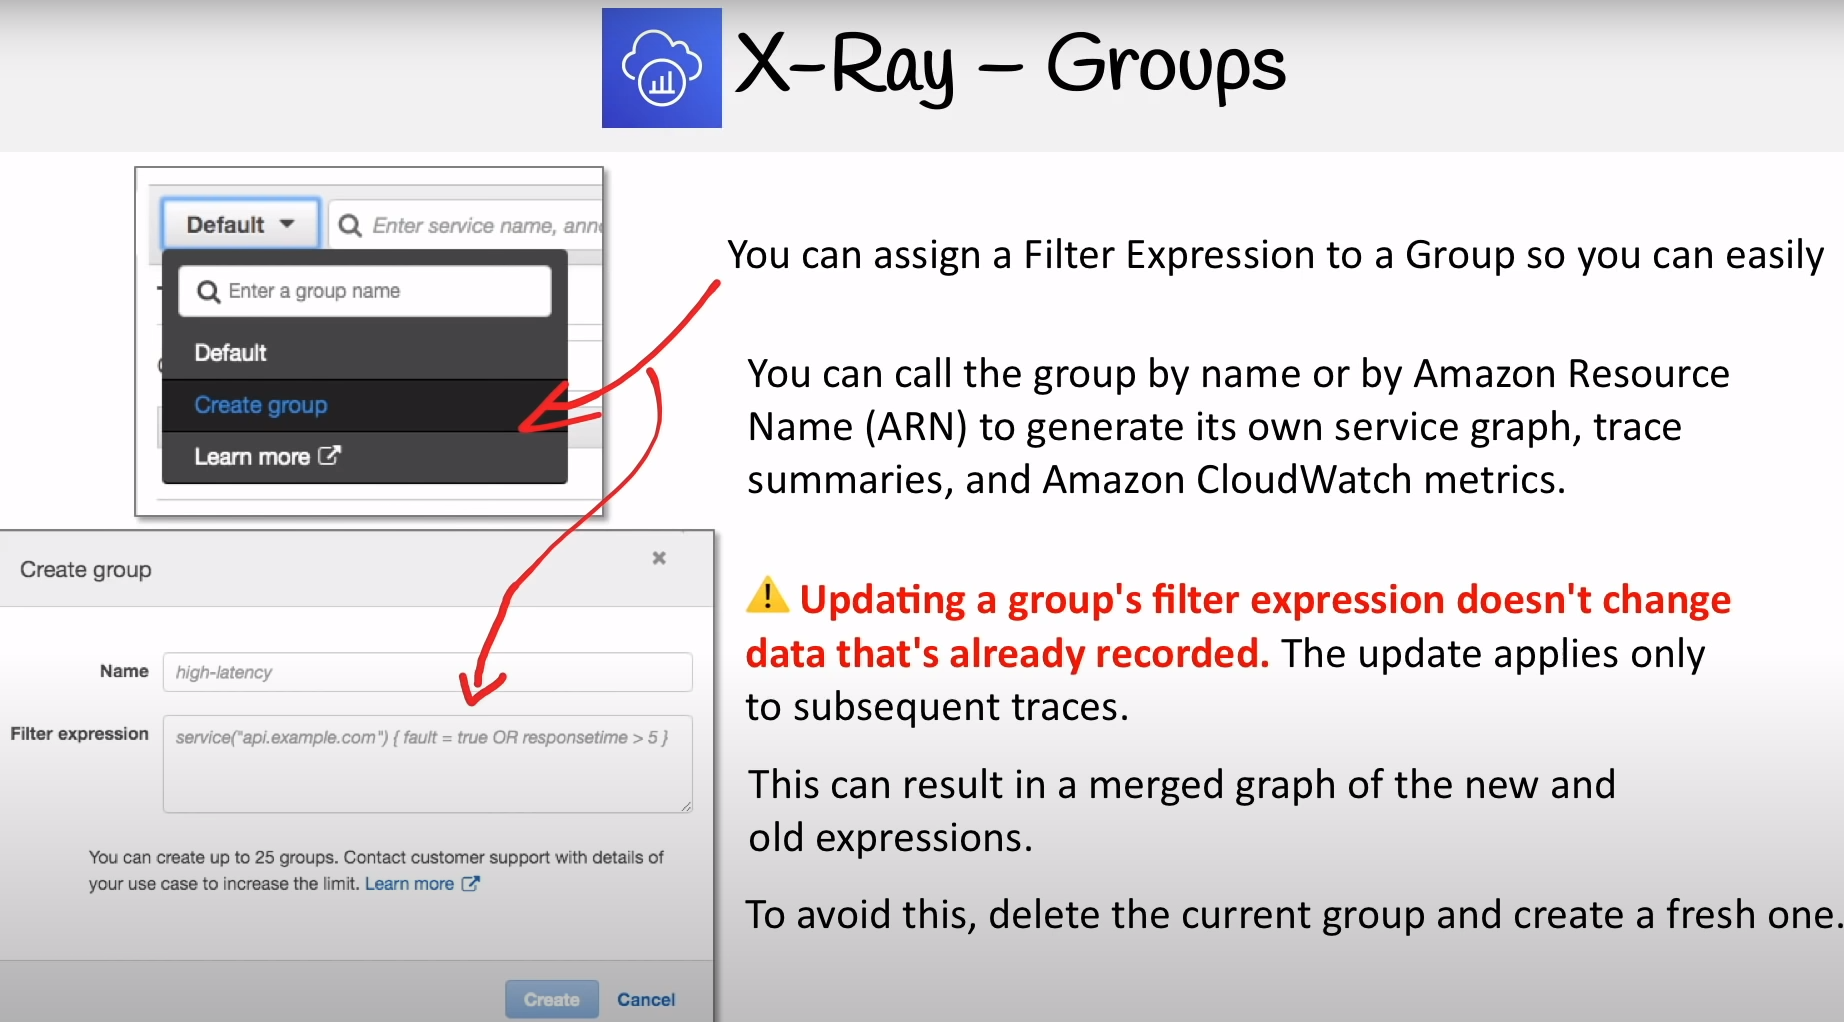 X-Ray – Groups
Default
Enter service name, ann
Enter a group name
Default
Create group
Learn more
You can assign a Filter Expression to a Group so you can easily
You can call the group by name or by Amazon Resource
Name (ARN) to generate its own service graph, trace
summaries, and Amazon CloudWatch metrics.
⚠ Updating a group's filter expression doesn't change
data that's already recorded. The update applies only
to subsequent traces.
This can result in a merged graph of the new and
old expressions.
To avoid this, delete the current group and create a fresh one.
Create group
Name
high-latency
Filter expression
service("api.example.com") { fault = true OR responsetime > 5 }
You can create up to 25 groups. Contact customer support with details of
your use case to increase the limit. Learn more
Create
Cancel